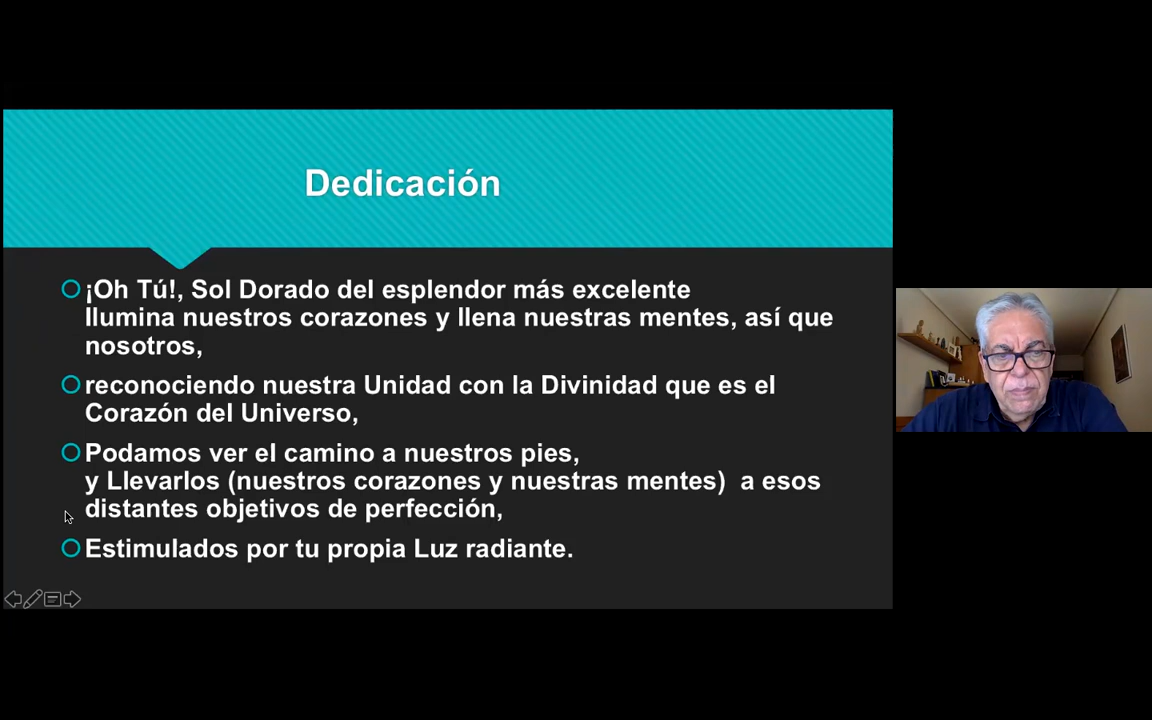 Dedicación
¡Oh Tú!, Sol Dorado del esplendor más excelente
Ilumina nuestros corazones y llena nuestras mentes, así que
nosotros,
reconociendo nuestra Unidad con la Divinidad que es el
Corazón del Universo,
Podamos ver el camino a nuestros pies,
y Llevarlos (nuestros corazones y nuestras mentes)  a esos
distantes objetivos de perfección,
Estimulados por tu propia Luz radiante.